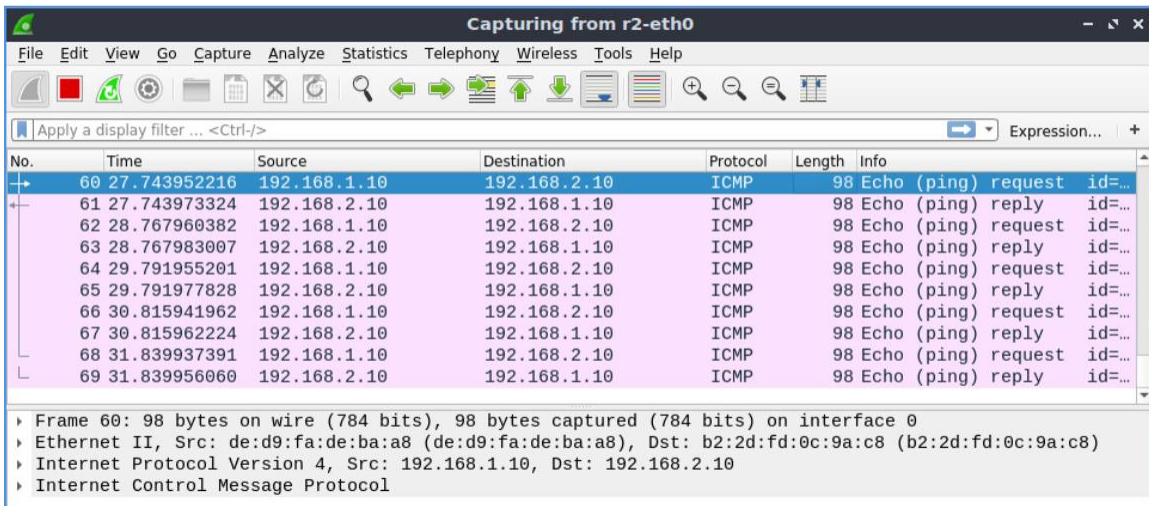 Capturing from r2-eth0
File Edit View Go Capture Analyze Statistics Telephony Wireless Tools Help
Apply a display filter ... <Ctrl-/> Expression... +
No. Time Source Destination Protocol Length Info
60 27.743952216 192.168.1.10 192.168.2.10 ICMP 98 Echo (ping) request id=…
61 27.743973324 192.168.2.10 192.168.1.10 ICMP 98 Echo (ping) reply id=…
62 28.767960382 192.168.1.10 192.168.2.10 ICMP 98 Echo (ping) request id=…
63 28.767983007 192.168.2.10 192.168.1.10 ICMP 98 Echo (ping) reply id=…
64 29.791955201 192.168.1.10 192.168.2.10 ICMP 98 Echo (ping) request id=…
65 29.791977828 192.168.2.10 192.168.1.10 ICMP 98 Echo (ping) reply id=…
66 30.815941962 192.168.1.10 192.168.2.10 ICMP 98 Echo (ping) request id=…
67 30.815962224 192.168.2.10 192.168.1.10 ICMP 98 Echo (ping) reply id=…
68 31.839937391 192.168.1.10 192.168.2.10 ICMP 98 Echo (ping) request id=…
69 31.839956060 192.168.2.10 192.168.1.10 ICMP 98 Echo (ping) reply id=…
Frame 60: 98 bytes on wire (784 bits), 98 bytes captured (784 bits) on interface 0
Ethernet II, Src: de:d9:fa:de:ba:a8 (de:d9:fa:de:ba:a8), Dst: b2:2d:fd:0c:9a:c8 (b2:2d:fd:0c:9a:c8)
Internet Protocol Version 4, Src: 192.168.1.10, Dst: 192.168.2.10
Internet Control Message Protocol